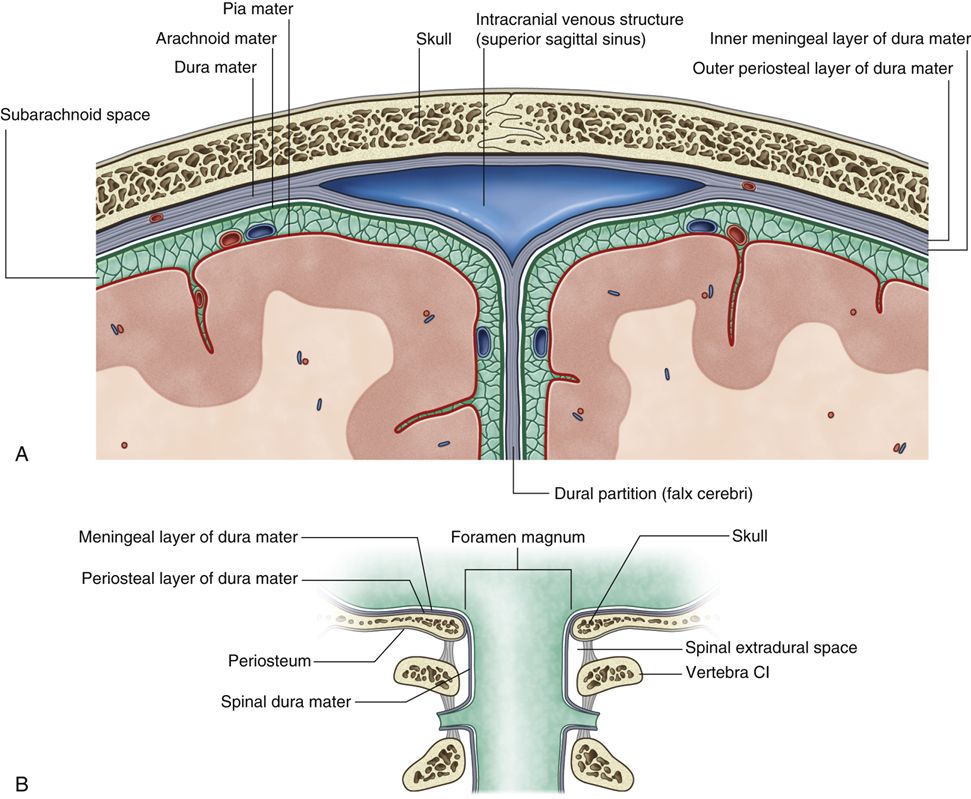 Pia mater
Arachnoid mater
Dura mater
Subarachnoid space
Skull
Intracranial venous structure
(superior sagittal sinus)
Inner meningeal layer of dura mater
Outer periosteal layer of dura mater
A
Dural partition (falx cerebri)
Meningeal layer of dura mater
Foramen magnum
Skull
Periosteal layer of dura mater
Periosteum
Spinal extradural space
Vertebra CI
Spinal dura mater
B